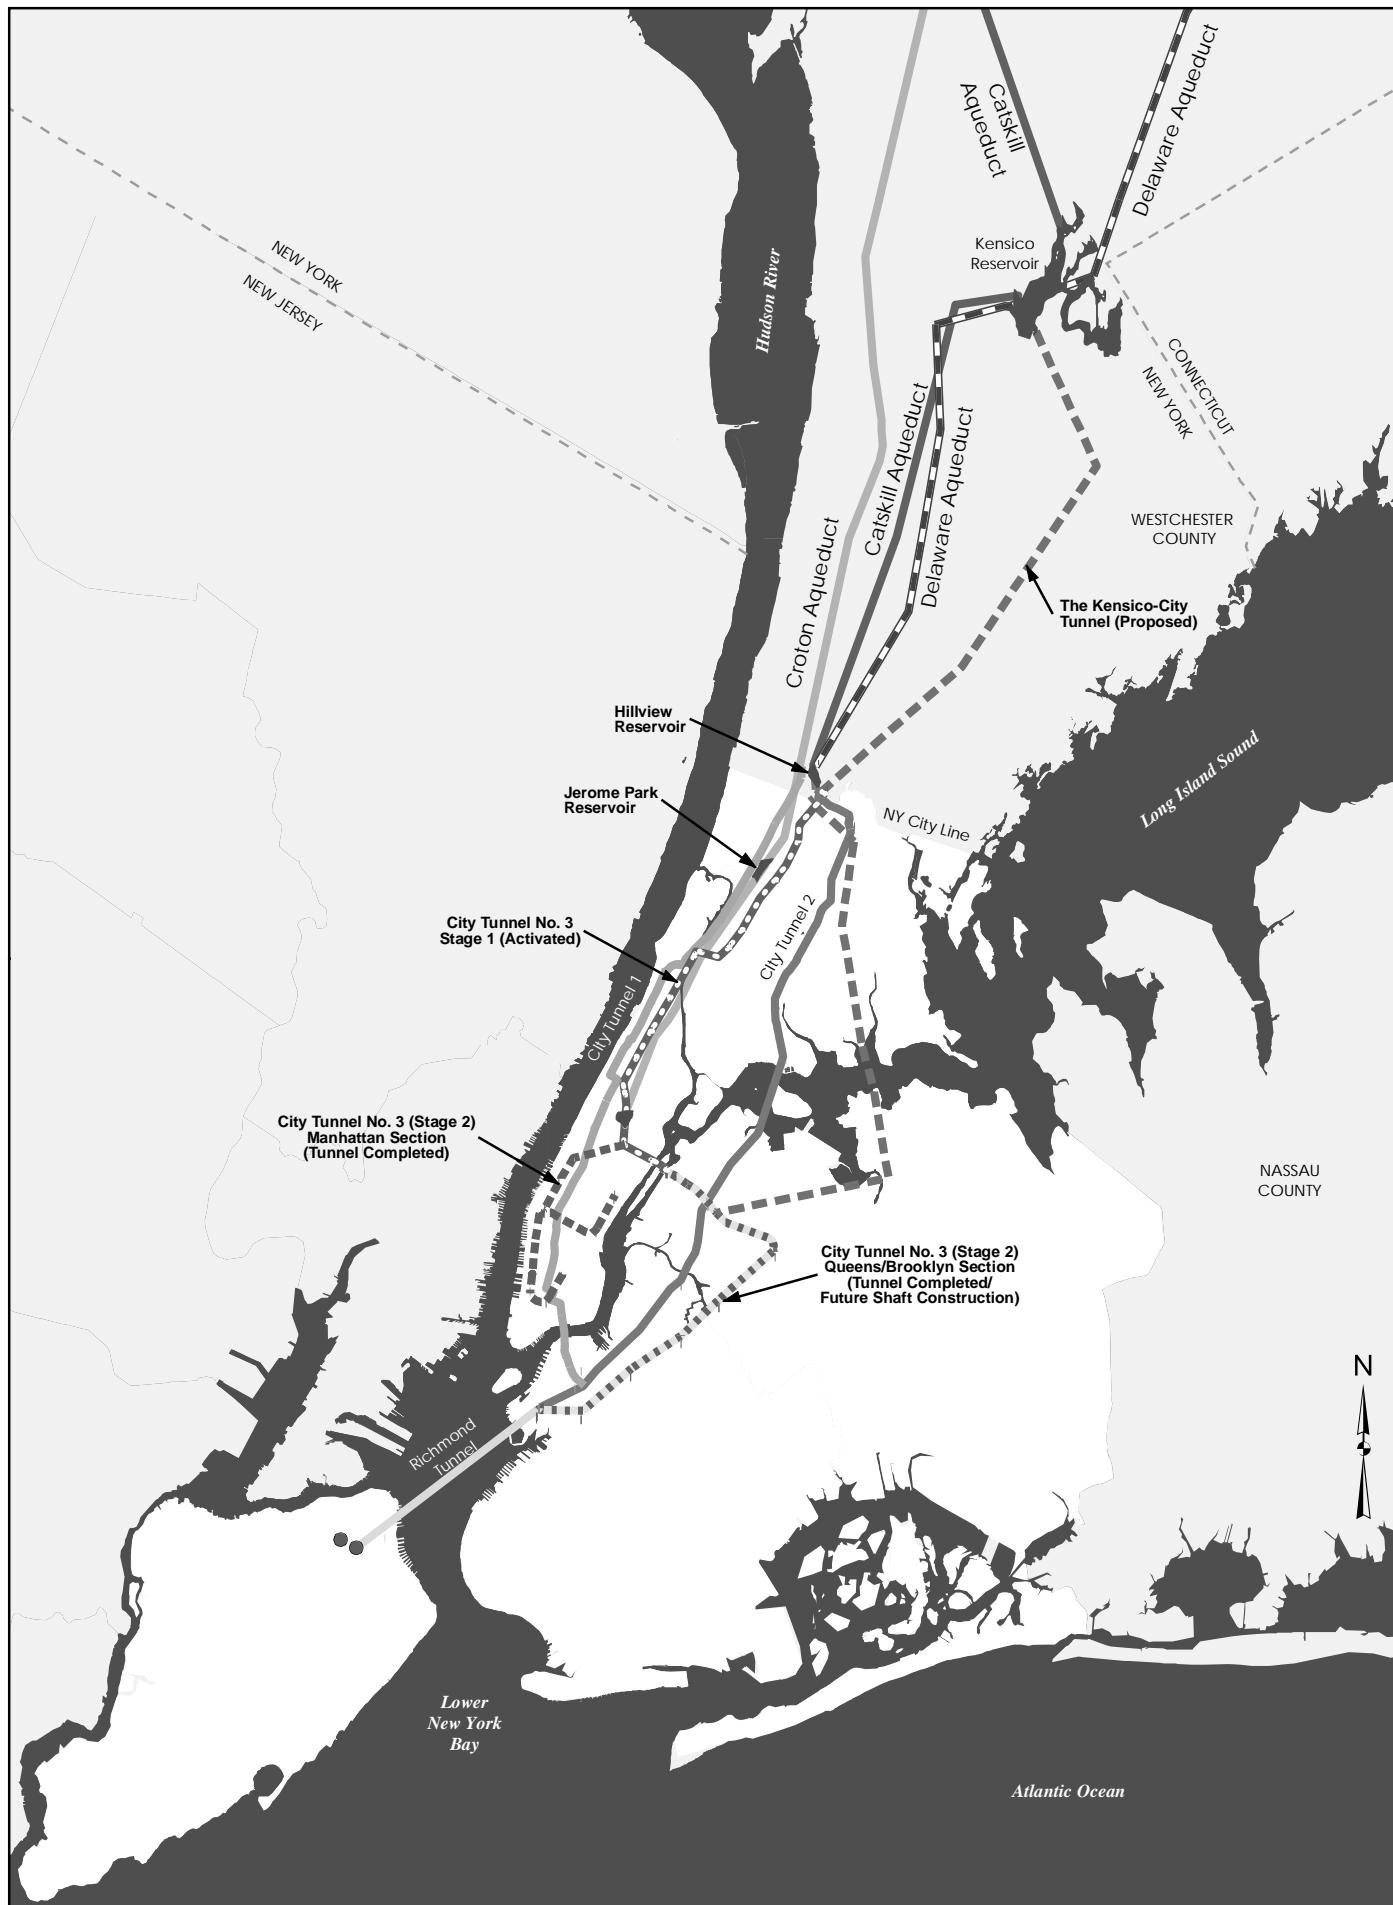 Catskill
Aqueduct
Delaware Aqueduct
Kensico
Reservoir
NEW YORK
NEW JERSEY
Hudson River
CONNECTICUT
NEW YORK
Catskill Aqueduct
Delaware Aqueduct
Croton Aqueduct
WESTCHESTER
COUNTY
The Kensico-City
Tunnel (Proposed)
Hillview
Reservoir
Long Island Sound
Jerome Park
Reservoir
NY City Line
City Tunnel No. 3
Stage 1 (Activated)
CIty Tunnel 2
CIty Tunnel 1
City Tunnel No. 3 (Stage 2)
Manhattan Section
(Tunnel Completed)
NASSAU
COUNTY
City Tunnel No. 3 (Stage 2)
Queens/Brooklyn Section
(Tunnel Completed/
Future Shaft Construction)
N
Richmond
Tunnel
Lower
New York
Bay
Atlantic Ocean